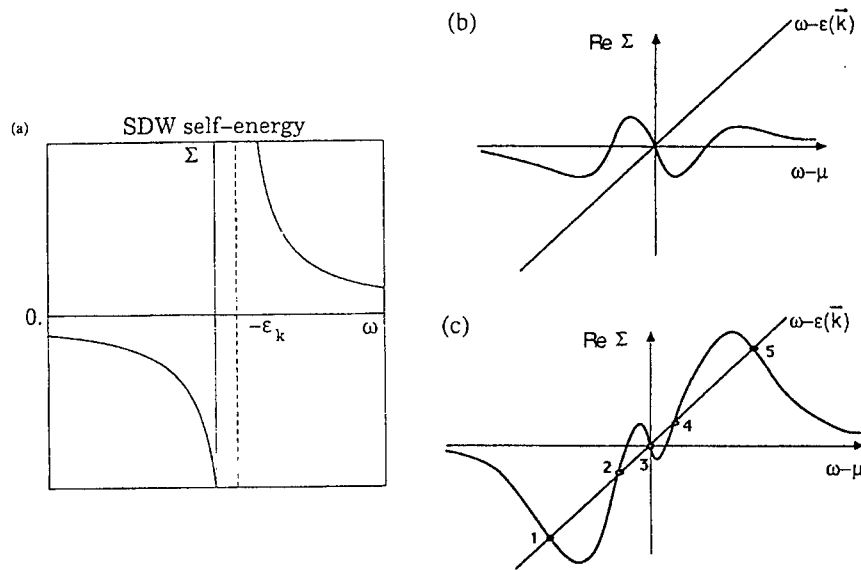 (a)
SDW self-energy
Σ
0.
-ε_k
ω
(b)
Re Σ
ω-ε(k⃗)
ω-μ
(c)
Re Σ
ω-ε(k⃗)
5
4
3
2
1
ω-μ